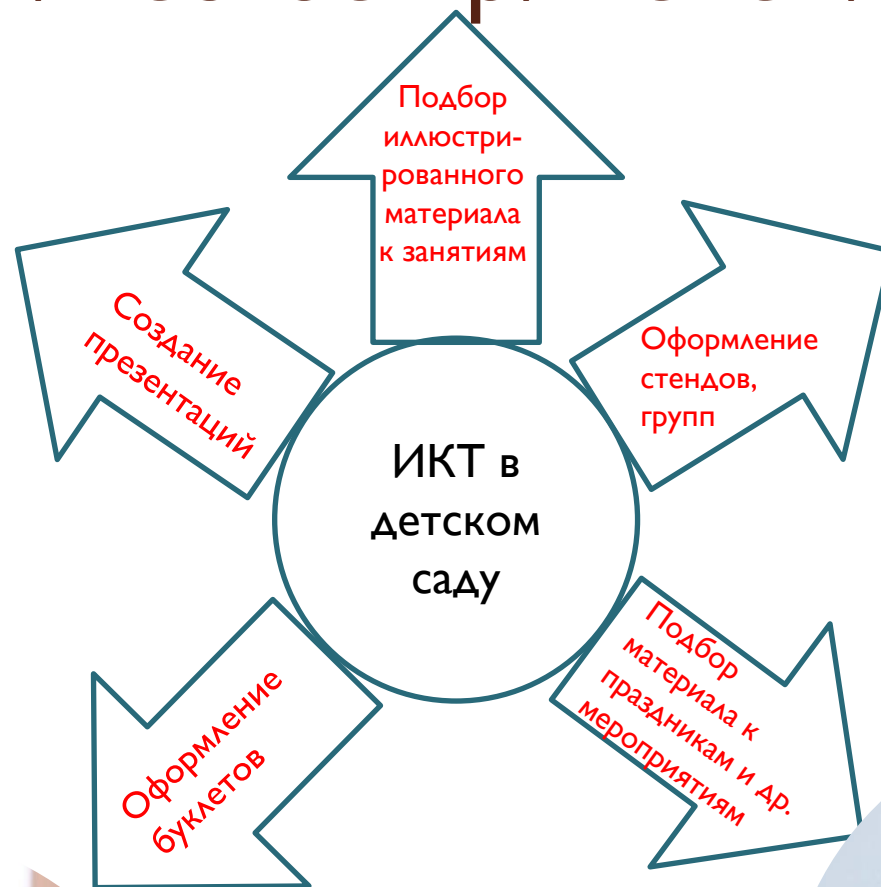 Подбор
иллюстри-
рованного
материала
к занятиям
Создание
презентаций
Оформление
стендов,
групп
ИКТ в
детском
саду
Оформление
буклетов
Подбор
материала к
праздникам и др.
мероприятиям